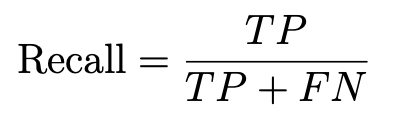 Recall = TP / TP + FN